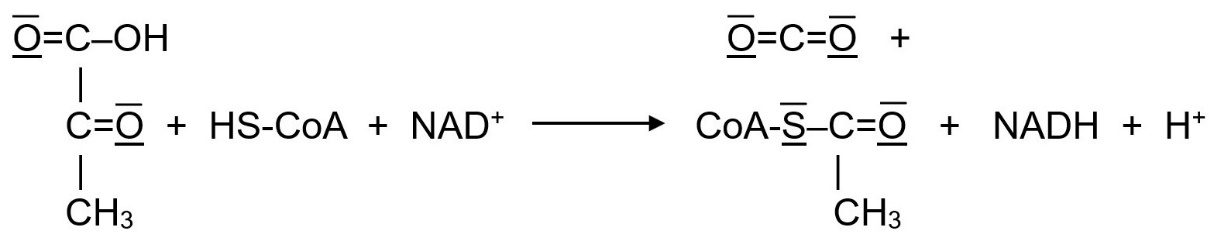 O=C–OH O=C=O +
C=O + HS-CoA + NAD⁺ ⟶ CoA-S–C=O + NADH + H⁺
CH₃ CH₃